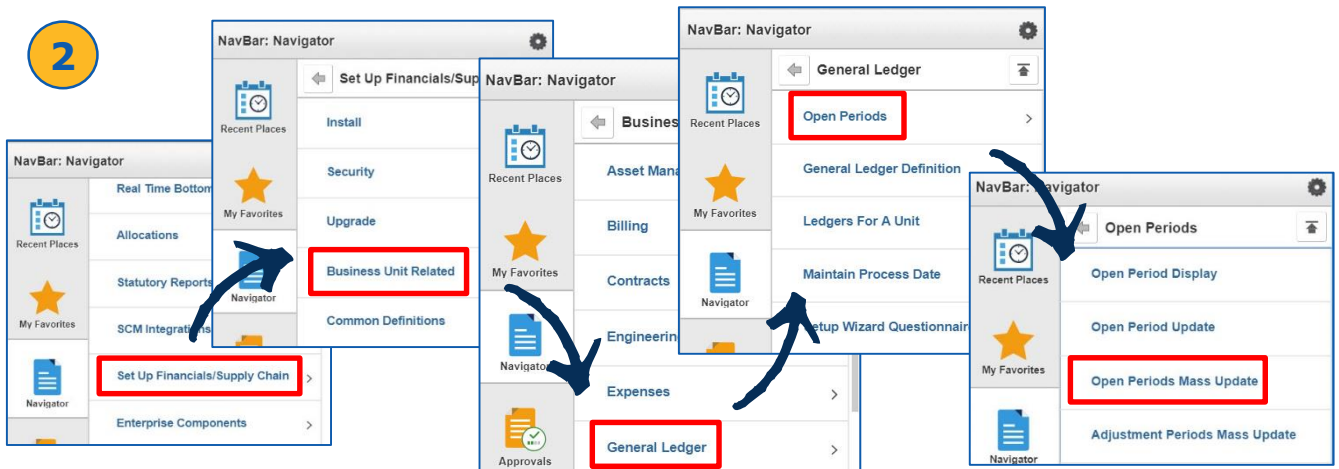 2
NavBar: Navigator
Real Time Bottom
Recent Places
Allocations
Statutory Reports
My Favorites
SCM Integrations
Set Up Financials/Supply Chain
Navigator
Enterprise Components
NavBar: Navigator
Set Up Financials/Sup
Recent Places
Install
Security
My Favorites
Upgrade
Business Unit Related
Navigator
Common Definitions
NavBar: Navigator
Busines
Recent Places
Asset Mana
Billing
My Favorites
Contracts
Engineerin
Navigator
Expenses
General Ledger
Approvals
NavBar: Navigator
General Ledger
Recent Places
Open Periods
General Ledger Definition
My Favorites
Ledgers For A Unit
Maintain Process Date
Navigator
Setup Wizard Questionnair
NavBar: Navigator
Open Periods
Recent Places
Open Period Display
Open Period Update
My Favorites
Open Periods Mass Update
Adjustment Periods Mass Update
Navigator